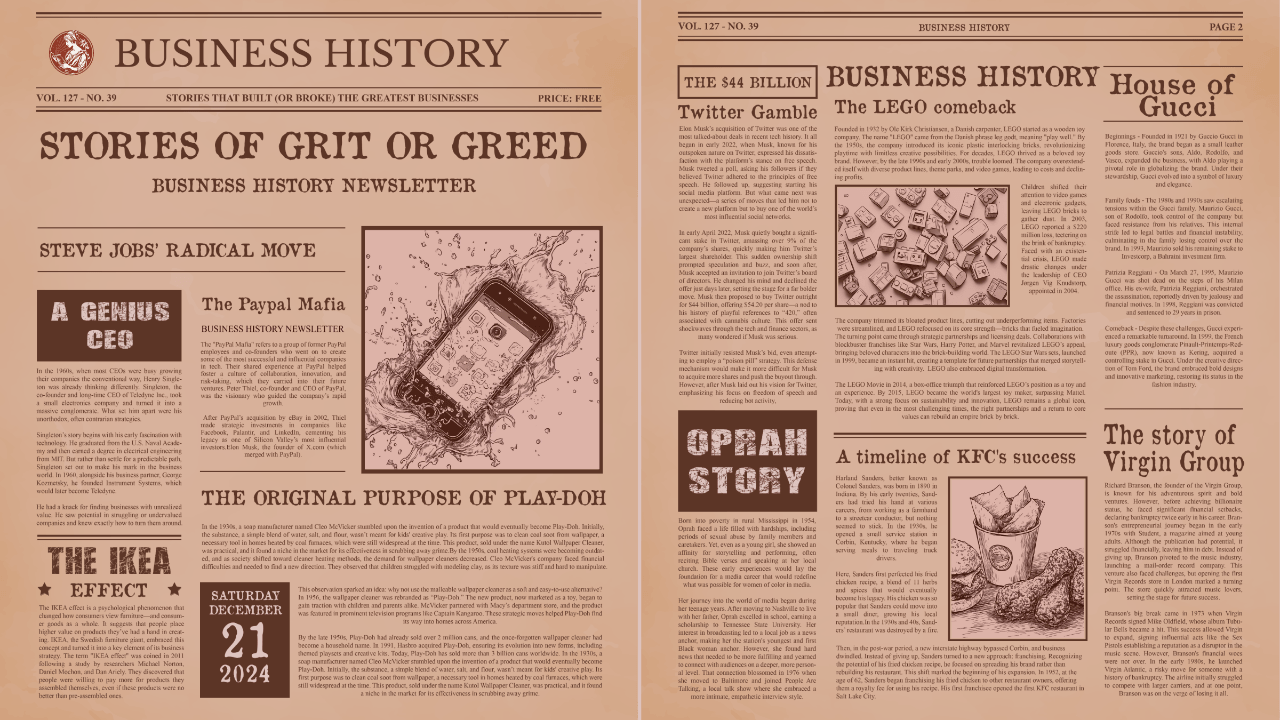 BUSINESS HISTORY
VOL. 127 - NO. 39
STORIES THAT BUILT (OR BROKE) THE GREATEST BUSINESSES
PRICE: FREE
STORIES OF GRIT OR GREED
BUSINESS HISTORY NEWSLETTER
STEVE JOBS' RADICAL MOVE
A GENIUS
CEO
In the 1960s, when most CEOs were busy growing
their companies the conventional way, Henry Single-
ton was already thinking differently. Singleton, the
co-founder and long-time CEO of Teledyne Inc., took
a small electronics company and turned it into a
massive conglomerate. What set him apart were his
unorthodox, often contrarian strategies.
Singleton's story begins with his early fascination with
technology. He graduated from the U.S. Naval Acade-
my and then earned a degree in electrical engineering
from MIT. But rather than settle for a predictable path,
Singleton set out to make his mark in the business
world. In 1960, alongside his business partner, George
Kozmetsky, he founded Instrument Systems, which
would later become Teledyne.
He had a knack for finding businesses with unrealized
value. He saw potential in struggling or undervalued
companies and knew exactly how to turn them around.
THE IKEA
EFFECT
The IKEA effect is a psychological phenomenon that
changed how consumers view furniture—and consum-
er goods as a whole. It suggests that people place
higher value on products they've had a hand in creat-
ing. IKEA, the Swedish furniture giant, embraced this
concept and turned it into a key element of its business
strategy. The term "IKEA effect" was coined in 2011
following a study by researchers Michael Norton,
Daniel Mochon, and Dan Ariely. They discovered that
people were willing to pay more for products they
assembled themselves, even if these products were no
better than pre-assembled ones.
The Paypal Mafia
BUSINESS HISTORY NEWSLETTER
The "PayPal Mafia" refers to a group of former PayPal
employees and co-founders who went on to create
some of the most successful and influential companies
in tech. Their shared experience at PayPal helped
foster a culture of collaboration, innovation, and
risk-taking, which they carried into their future
ventures. Peter Thiel, co-founder and CEO of PayPal,
was the visionary who guided the company's rapid
growth.
After PayPal's acquisition by eBay in 2002, Thiel
made strategic investments in companies like
Facebook, Palantir, and LinkedIn, cementing his
legacy as one of Silicon Valley's most influential
investors.Elon Musk, the founder of X.com (which
merged with PayPal).
THE ORIGINAL PURPOSE OF PLAY-DOH
In the 1930s, a soap manufacturer named Cleo McVicker stumbled upon the invention of a product that would eventually become Play-Doh. Initially,
the substance, a simple blend of water, salt, and flour, wasn't meant for kids' creative play. Its first purpose was to clean coal soot from wallpaper, a
necessary tool in homes heated by coal furnaces, which were still widespread at the time. This product, sold under the name Kutol Wallpaper Cleaner,
was practical, and it found a niche in the market for its effectiveness in scrubbing away grime.By the 1950s, coal heating systems were becoming outdat-
ed, and as society shifted toward cleaner heating methods, the demand for wallpaper cleaners decreased. Cleo McVicker's company faced financial
difficulties and needed to find a new direction. They observed that children struggled with modeling clay, as its texture was stiff and hard to manipulate.
SATURDAY
DECEMBER
21
2024
This observation sparked an idea: why not use the malleable wallpaper cleaner as a safe and easy-to-use alternative?
In 1956, the wallpaper cleaner was rebranded as "Play-Doh." The new product, now marketed as a toy, began to
gain traction with children and parents alike. McVicker partnered with Macy's department store, and the product
was featured in prominent television programs like Captain Kangaroo. These strategic moves helped Play-Doh find
its way into homes across America.
By the late 1950s, Play-Doh had already sold over 2 million cans, and the once-forgotten wallpaper cleaner had
become a household name. In 1991, Hasbro acquired Play-Doh, cementing its evolution into new forms, including
themed playsets and creative kits. Today, Play-Doh has sold more than 3 billion cans worldwide. In the 1930s, a
soap manufacturer named Cleo McVicker stumbled upon the invention of a product that would eventually become
Play-Doh. Initially, the substance, a simple blend of water, salt, and flour, wasn't meant for kids' creative play. Its
first purpose was to clean coal soot from wallpaper, a necessary tool in homes heated by coal furnaces, which were
still widespread at the time. This product, sold under the name Kutol Wallpaper Cleaner, was practical, and it found
a niche in the market for its effectiveness in scrubbing away grime
VOL. 127 - NO. 39
BUSINESS HISTORY
PAGE 2
THE $44 BILLION
Twitter Gamble
Elon Musk's acquisition of Twitter was one of the
most talked-about deals in recent tech history. It all
began in early 2022, when Musk, known for his
outspoken nature on Twitter, expressed his dissatis-
faction with the platform's stance on free speech.
Musk tweeted a poll, asking his followers if they
believed Twitter adhered to the principles of free
speech. He followed up, suggesting starting his
social media platform. But what came next was
unexpected—a series of moves that led him not to
create a new platform but to buy one of the world's
most influential social networks.
In early April 2022, Musk quietly bought a signifi-
cant stake in Twitter, amassing over 9% of the
company's shares, quickly making him Twitter's
largest shareholder. This sudden ownership shift
prompted speculation and buzz, and soon after,
Musk accepted an invitation to join Twitter's board
of directors. He changed his mind and declined the
offer just days later, setting the stage for a far bolder
move. Musk then proposed to buy Twitter outright
for $44 billion, offering $54.20 per share—a nod to
his history of playful references to "420," often
associated with cannabis culture. This offer sent
shockwaves through the tech and finance sectors, as
many wondered if Musk was serious.
Twitter initially resisted Musk's bid, even attempt-
ing to employ a "poison pill" strategy. This defense
mechanism would make it more difficult for Musk
to acquire more shares and push the buyout through.
However, after Musk laid out his vision for Twitter,
emphasizing his focus on freedom of speech and
reducing bot activity,
OPRAH
STORY
Born into poverty in rural Mississippi in 1954,
Oprah faced a life filled with hardships, including
periods of sexual abuse by family members and
caretakers. Yet, even as a young girl, she showed an
affinity for storytelling and performing, often
reciting Bible verses and speaking at her local
church. These early experiences would lay the
foundation for a media career that would redefine
what was possible for women of color in media.
Her journey into the world of media began during
her teenage years. After moving to Nashville to live
with her father, Oprah excelled in school, earning a
scholarship to Tennessee State University. Her
interest in broadcasting led to a local job as a news
anchor, making her the station's youngest and first
Black woman anchor. However, she found hard
news that needed to be more fulfilling and yearned
to connect with audiences on a deeper, more person-
al level. That connection blossomed in 1976 when
she moved to Baltimore and joined People Are
Talking, a local talk show where she embraced a
more intimate, empathetic interview style.
BUSINESS HISTORY
The LEGO comeback
Founded in 1932 by Ole Kirk Christiansen, a Danish carpenter, LEGO started as a wooden toy
company. The name "LEGO" came from the Danish phrase leg godt, meaning "play well." By
the 1950s, the company introduced its iconic plastic interlocking bricks, revolutionizing
playtime with limitless creative possibilities. For decades, LEGO thrived as a beloved toy
brand. However, by the late 1990s and early 2000s, trouble loomed. The company overextend-
ed itself with diverse product lines, theme parks, and video games, leading to costs and declin-
ing profits.
Children shifted their
attention to video games
and electronic gadgets,
leaving LEGO bricks to
gather dust. In 2003,
LEGO reported a $220
million loss, teetering on
the brink of bankruptcy.
Faced with an existen-
tial crisis, LEGO made
drastic changes under
the leadership of CEO
Jørgen Vig Knudstorp,
appointed in 2004.
The company trimmed its bloated product lines, cutting out underperforming items. Factories
were streamlined, and LEGO refocused on its core strength—bricks that fueled imagination.
The turning point came through strategic partnerships and licensing deals. Collaborations with
blockbuster franchises like Star Wars, Harry Potter, and Marvel revitalized LEGO's appeal,
bringing beloved characters into the brick-building world. The LEGO Star Wars sets, launched
in 1999, became an instant hit, creating a template for future partnerships that merged storytell-
ing with creativity. LEGO also embraced digital transformation.
The LEGO Movie in 2014, a box-office triumph that reinforced LEGO's position as a toy and
an experience. By 2015, LEGO became the world's largest toy maker, surpassing Mattel.
Today, with a strong focus on sustainability and innovation, LEGO remains a global icon,
proving that even in the most challenging times, the right partnerships and a return to core
values can rebuild an empire brick by brick.
A timeline of KFC's success
Harland Sanders, better known as
Colonel Sanders, was born in 1890 in
Indiana. By his early twenties, Sand-
ers had tried his hand at various
careers, from working as a farmhand
to a streetcar conductor, but nothing
seemed to stick. In the 1930s, he
opened a small service station in
Corbin, Kentucky, where he began
serving meals to traveling truck
drivers.
Here, Sanders first perfected his fried
chicken recipe, a blend of 11 herbs
and spices that would eventually
become his legacy. His chicken was so
popular that Sanders could move into
a small diner, growing his local
reputation.In the 1930s and 40s, Sand-
ers' restaurant was destroyed by a fire.
Then, in the post-war period, a new interstate highway bypassed Corbin, and business
dwindled. Instead of giving up, Sanders turned to a new approach: franchising. Recognizing
the potential of his fried chicken recipe, he focused on spreading his brand rather than
rebuilding his restaurant. This shift marked the beginning of his expansion. In 1952, at the
age of 62, Sanders began franchising his fried chicken to other restaurant owners, offering
them a royalty fee for using his recipe. His first franchisee opened the first KFC restaurant in
Salt Lake City.
House of
Gucci
Beginnings - Founded in 1921 by Guccio Gucci in
Florence, Italy, the brand began as a small leather
goods store. Guccio's sons, Aldo, Rodolfo, and
Vasco, expanded the business, with Aldo playing a
pivotal role in globalizing the brand. Under their
stewardship, Gucci evolved into a symbol of luxury
and elegance.
Family feuds - The 1980s and 1990s saw escalating
tensions within the Gucci family. Maurizio Gucci,
son of Rodolfo, took control of the company but
faced resistance from his relatives. This internal
strife led to legal battles and financial instability,
culminating in the family losing control over the
brand. In 1993, Maurizio sold his remaining stake to
Investcorp, a Bahraini investment firm.
Patrizia Reggiani - On March 27, 1995, Maurizio
Gucci was shot dead on the steps of his Milan
office. His ex-wife, Patrizia Reggiani, orchestrated
the assassination, reportedly driven by jealousy and
financial motives. In 1998, Reggiani was convicted
and sentenced to 29 years in prison.
Comeback - Despite these challenges, Gucci experi-
enced a remarkable turnaround. In 1999, the French
luxury goods conglomerate Pinault-Printemps-Red-
oute (PPR), now known as Kering, acquired a
controlling stake in Gucci. Under the creative direc-
tion of Tom Ford, the brand embraced bold designs
and innovative marketing, restoring its status in the
fashion industry.
The story of
Virgin Group
Richard Branson, the founder of the Virgin Group,
is known for his adventurous spirit and bold
ventures. However, before achieving billionaire
status, he faced significant financial setbacks,
declaring bankruptcy twice early in his career. Bran-
son's entrepreneurial journey began in the early
1970s with Student, a magazine aimed at young
adults. Although the publication had potential, it
struggled financially, leaving him in debt. Instead of
giving up, Branson pivoted to the music industry,
launching a mail-order record company. This
venture also faced challenges, but opening the first
Virgin Records store in London marked a turning
point. The store quickly attracted music lovers,
setting the stage for future success.
Branson's big break came in 1973 when Virgin
Records signed Mike Oldfield, whose album Tubu-
lar Bells became a hit. This success allowed Virgin
to expand, signing influential acts like the Sex
Pistols establishing its reputation as a disruptor in the
music scene. However, Branson's financial woes
were not over. In the early 1980s, he launched
Virgin Atlantic, a risky move for someone with a
history of bankruptcy. The airline initially struggled
to compete with larger carriers, and at one point,
Branson was on the verge of losing it all.